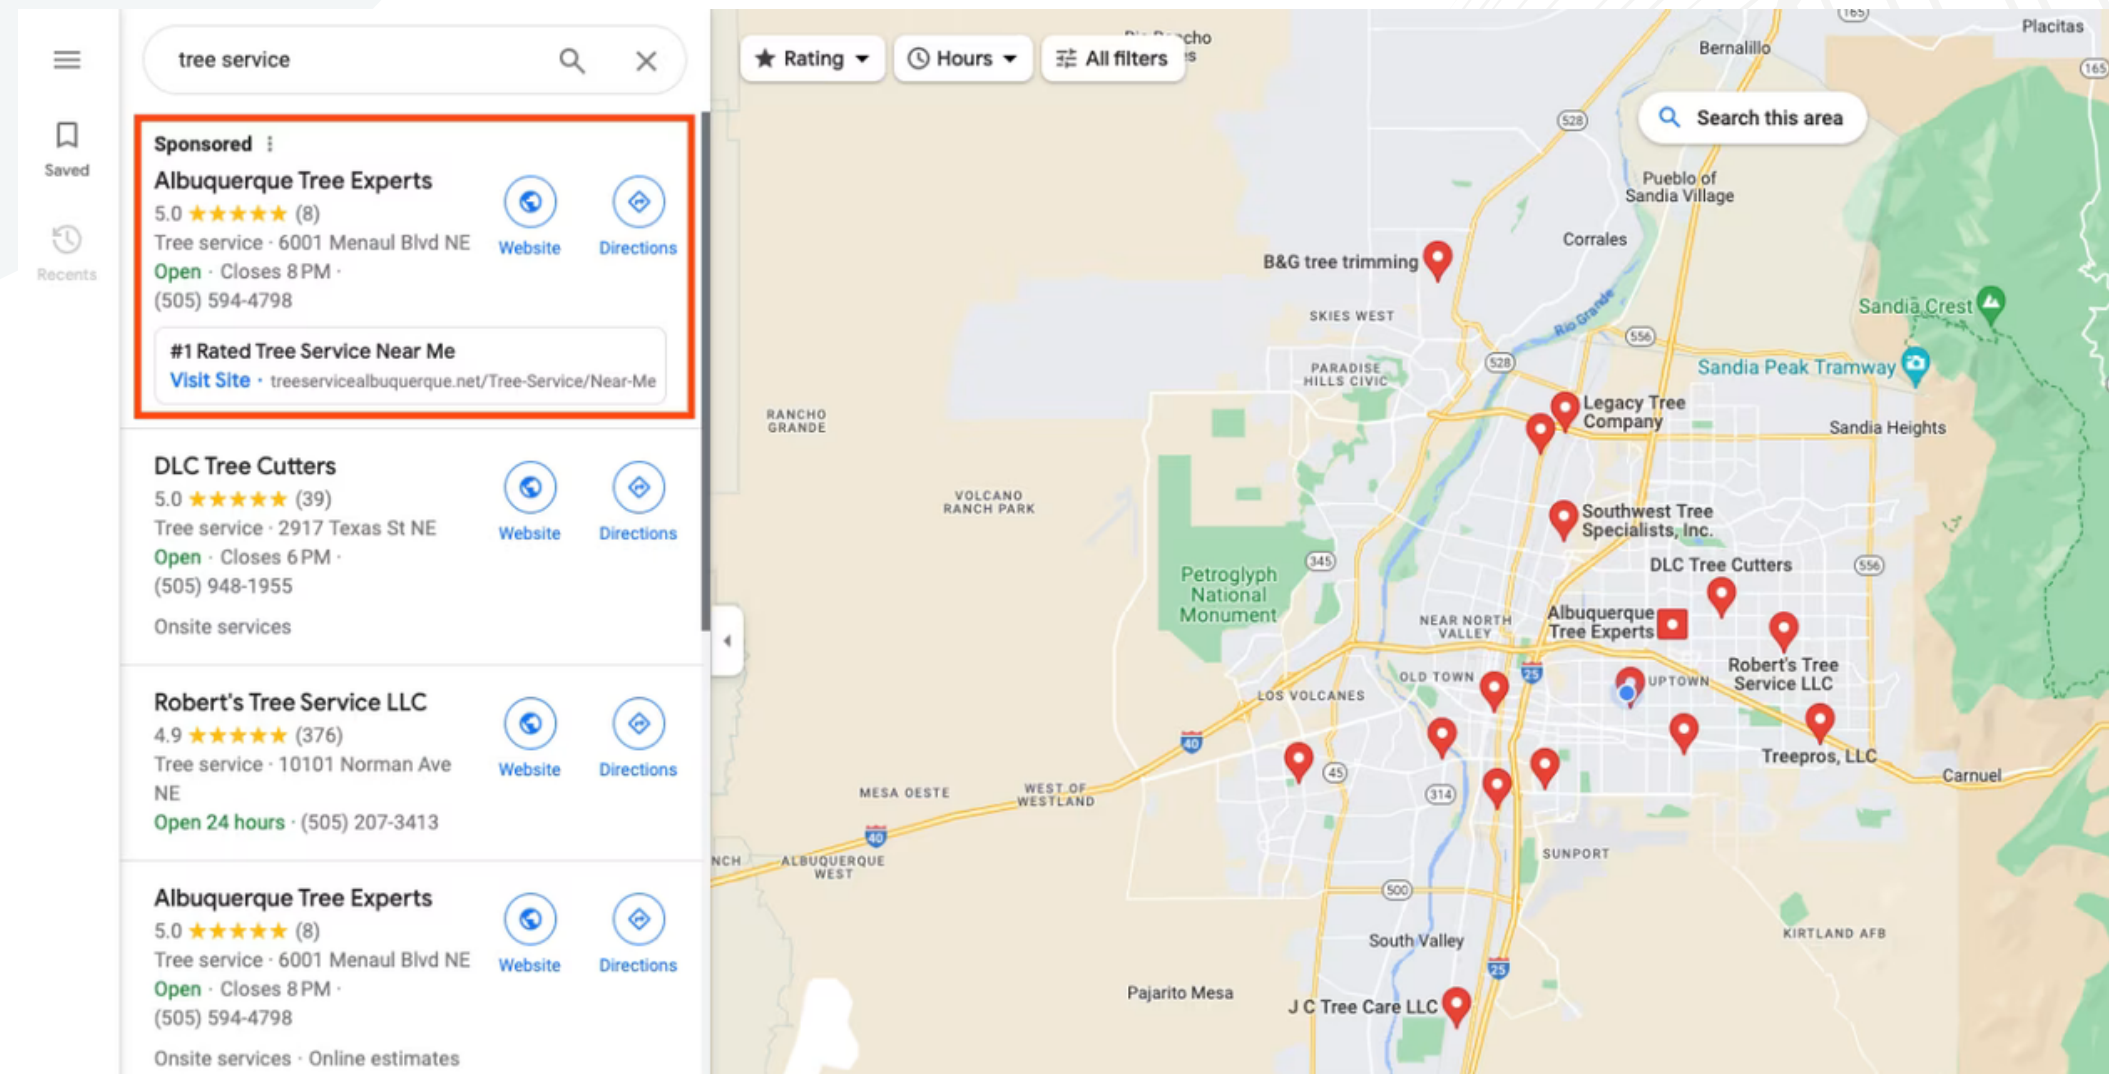 tree service
Saved
Recents
Sponsored
Albuquerque Tree Experts
5.0 (8)
Tree service · 6001 Menaul Blvd NE
Open · Closes 8 PM ·
(505) 594-4798
Website
Directions
#1 Rated Tree Service Near Me
Visit Site · treeservicealbuquerque.net/Tree-Service/Near-Me
DLC Tree Cutters
5.0 (39)
Tree service · 2917 Texas St NE
Open · Closes 6 PM ·
(505) 948-1955
Onsite services
Website
Directions
Robert's Tree Service LLC
4.9 (376)
Tree service · 10101 Norman Ave
NE
Open 24 hours · (505) 207-3413
Website
Directions
Albuquerque Tree Experts
5.0 (8)
Tree service · 6001 Menaul Blvd NE
Open · Closes 8 PM ·
(505) 594-4798
Onsite services · Online estimates
Website
Directions
Rating
Hours
All filters
Search this area
165
Placitas
Bernalillo
165
528
Pueblo of
Sandia Village
Corrales
B&G tree trimming
SKIES WEST
Rio Grande
Sandia Crest
556
528
Sandia Peak Tramway
PARADISE
HILLS CIVIC
RANCHO
GRANDE
Legacy Tree
Company
Sandia Heights
VOLCANO
RANCH PARK
Southwest Tree
Specialists, Inc.
345
DLC Tree Cutters
556
Petroglyph
National
Monument
NEAR NORTH
VALLEY
Albuquerque
Tree Experts
Robert's Tree
Service LLC
OLD TOWN
25
UPTOWN
LOS VOLCANES
40
Treepros, LLC
45
Carnuel
MESA OESTE
WEST OF
WESTLAND
314
40
NCH
ALBUQUERQUE
WEST
SUNPORT
500
South Valley
KIRTLAND AFB
25
Pajarito Mesa
J C Tree Care LLC